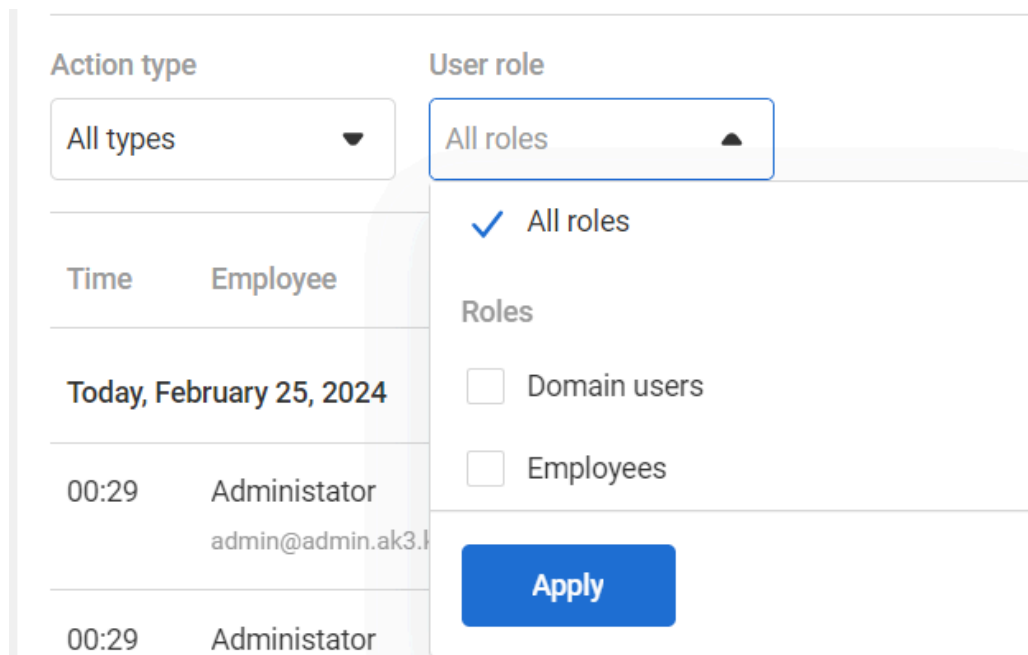 Action type
User role
All types
All roles
All roles
Time
Employee
Roles
Today, February 25, 2024
Domain users
Employees
00:29
Administator
admin@admin.ak3.
Apply
00:29
Administator